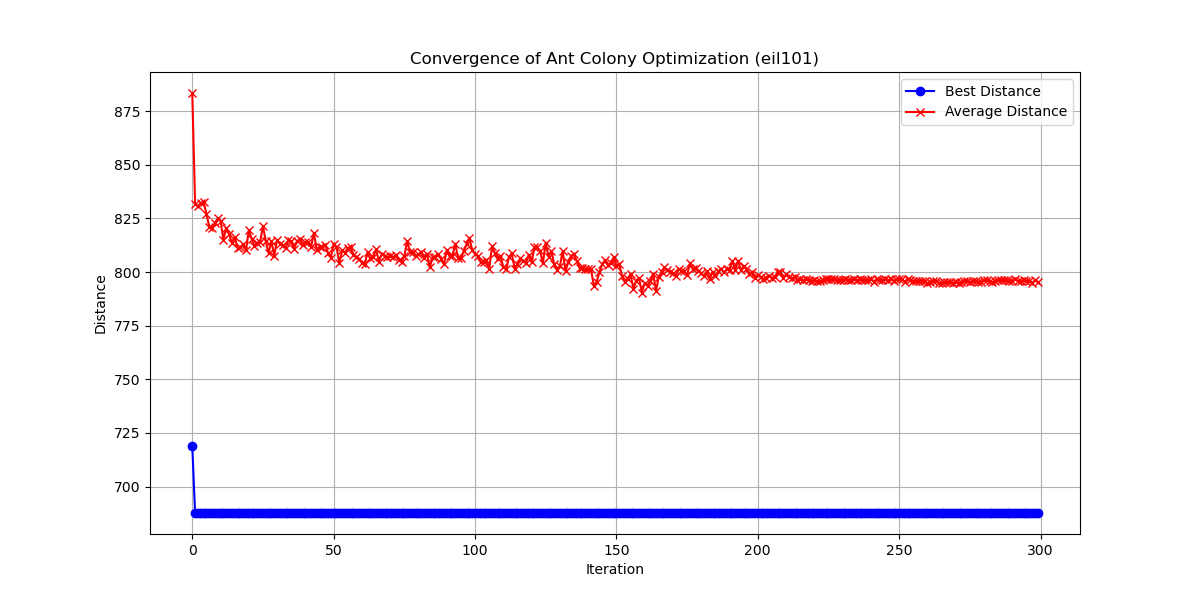 Convergence of Ant Colony Optimization (eil101)
Best Distance
Average Distance
875
850
825
800
775
750
725
700
Distance
0 50 100 150 200 250 300
Iteration